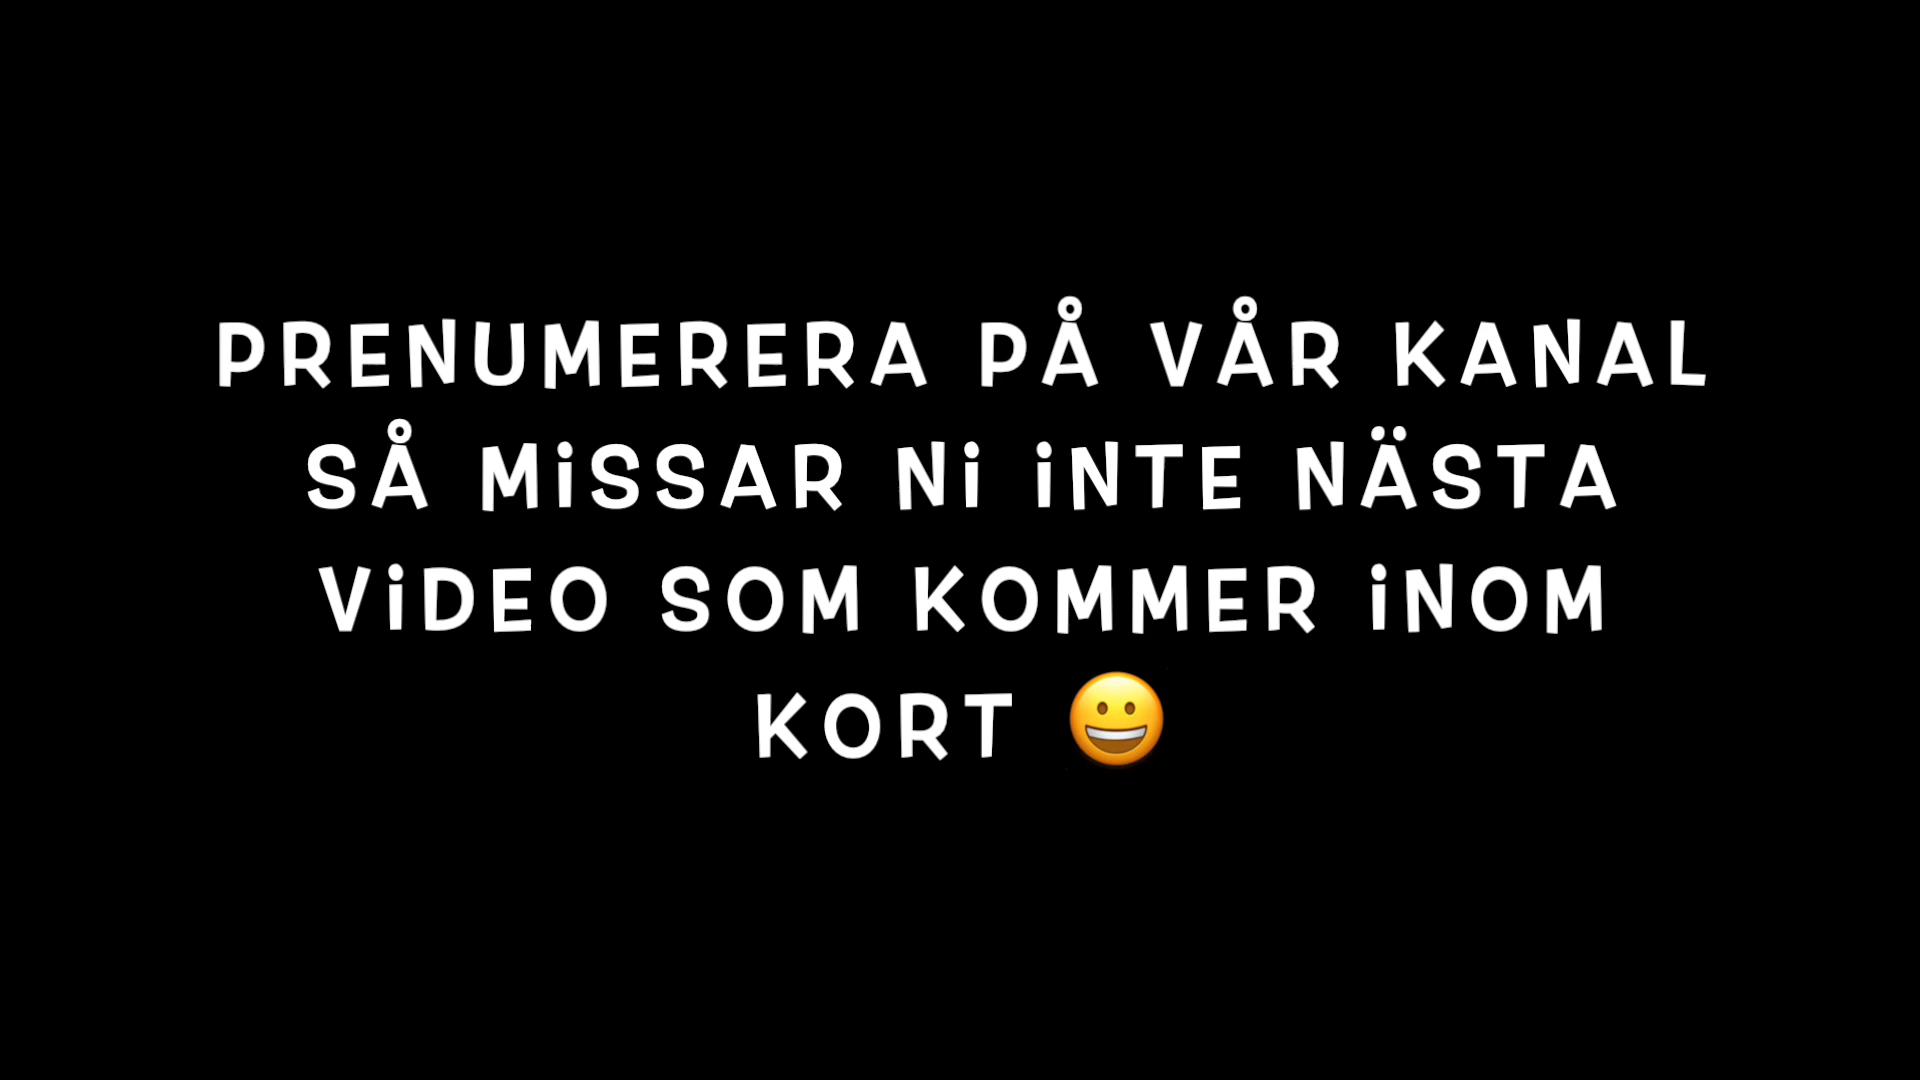 PRENUMERERA PÅ VÅR KANAL
SÅ MiSSAR Ni iNTE NÄSTA
ViDEO SOM KOMMER iNOM
KORT 😀